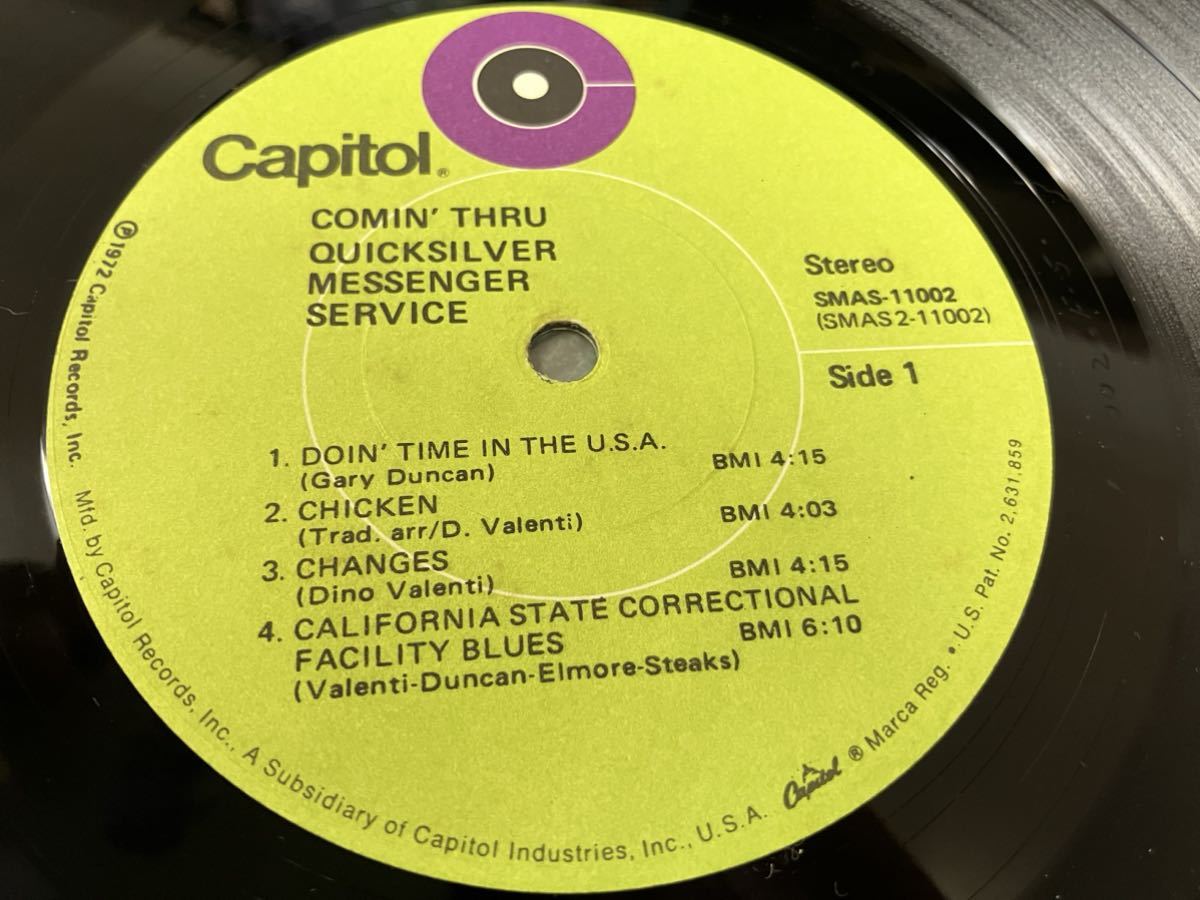 Capitol®
COMIN' THRU
QUICKSILVER
MESSENGER
SERVICE
Stereo
SMAS-11002
(SMAS2-11002)
Side 1
1. DOIN' TIME IN THE U.S.A. BMI 4:15
(Gary Duncan)
2. CHICKEN BMI 4:03
(Trad. arr/D. Valenti)
3. CHANGES BMI 4:15
(Dino Valenti)
4. CALIFORNIA STATE CORRECTIONAL
FACILITY BLUES BMI 6:10
(Valenti-Duncan-Elmore-Steaks)
℗1972 Capitol Records, Inc. Mfd. by Capitol Records, Inc., A Subsidiary of Capitol Industries, Inc., U.S.A. Capitol ® Marca Reg. • U.S. Pat. No. 2,631,859